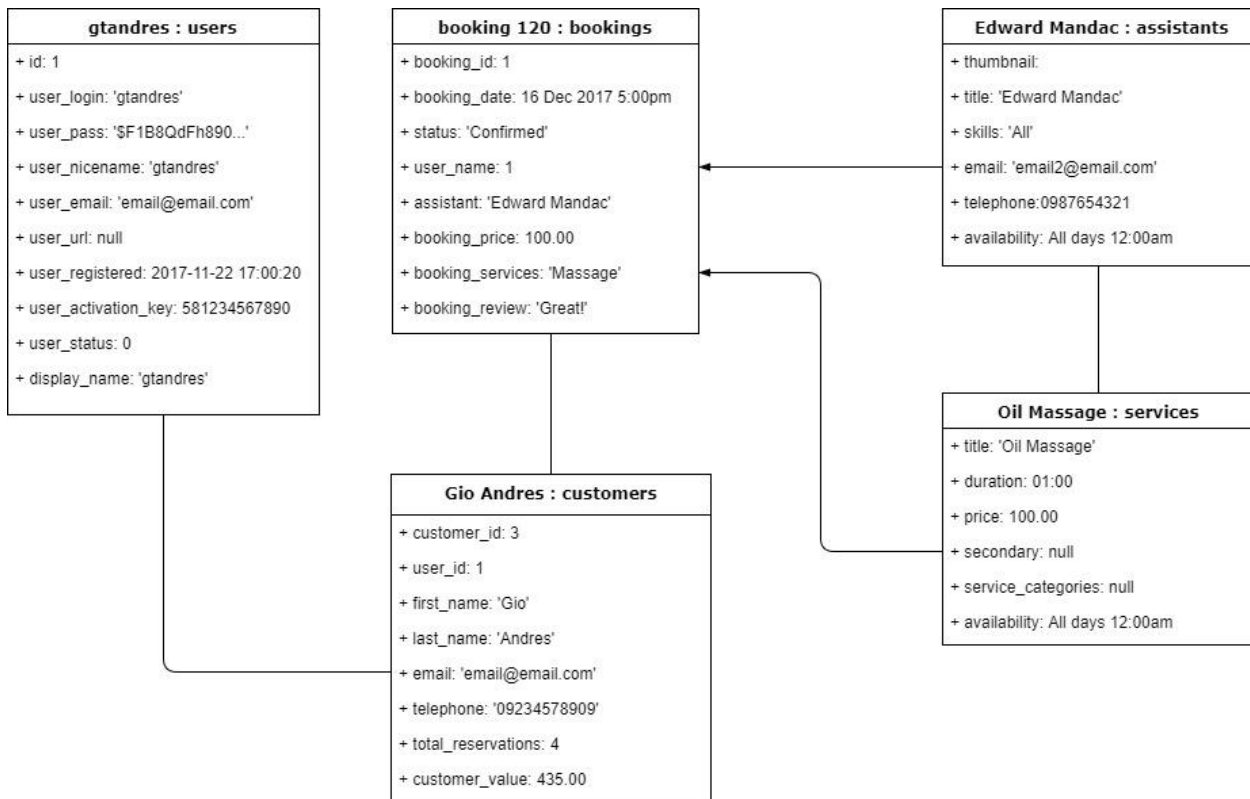 gtandres : users
+ id: 1
+ user_login: 'gtandres'
+ user_pass: '$F1B8QdFh890...'
+ user_nicename: 'gtandres'
+ user_email: 'email@email.com'
+ user_url: null
+ user_registered: 2017-11-22 17:00:20
+ user_activation_key: 581234567890
+ user_status: 0
+ display_name: 'gtandres'
booking 120 : bookings
+ booking_id: 1
+ booking_date: 16 Dec 2017 5:00pm
+ status: 'Confirmed'
+ user_name: 1
+ assistant: 'Edward Mandac'
+ booking_price: 100.00
+ booking_services: 'Massage'
+ booking_review: 'Great!'
Edward Mandac : assistants
+ thumbnail:
+ title: 'Edward Mandac'
+ skills: 'All'
+ email: 'email2@email.com'
+ telephone:0987654321
+ availability: All days 12:00am
Gio Andres : customers
+ customer_id: 3
+ user_id: 1
+ first_name: 'Gio'
+ last_name: 'Andres'
+ email: 'email@email.com'
+ telephone: '09234578909'
+ total_reservations: 4
+ customer_value: 435.00
Oil Massage : services
+ title: 'Oil Massage'
+ duration: 01:00
+ price: 100.00
+ secondary: null
+ service_categories: null
+ availability: All days 12:00am